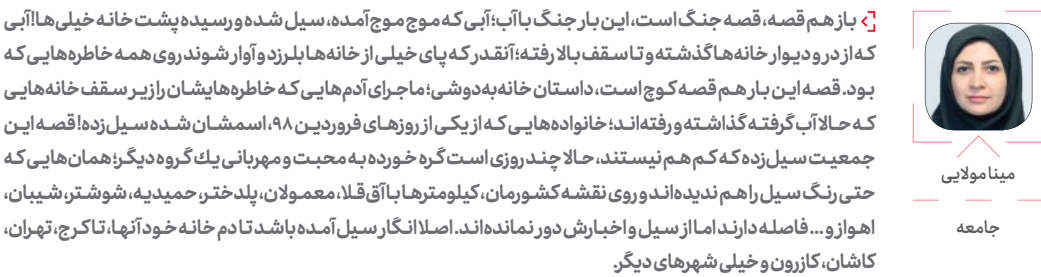 باز هم قصه، قصه جنگ است، این بار جنگ با آب؛ آبی که موج موج آمده، سیل شده و رسیده پشت خانه خیلی‌ها! آبی
که از در و دیوار خانه‌ها گذشته و تا سقف بالا رفته؛ آنقدر که پای خیلی از خانه‌ها بلرزد و آوار شوند روی همه خاطره‌هایی که
بود. قصه این بار هم قصه کوچ است، داستان خانه‌به‌دوشی؛ ماجرای آدم‌هایی که خاطره‌هایشان را زیر سقف خانه‌هایی
که حالا آب گرفته گذاشته و رفته‌اند؛ خانواده‌هایی که از یکی از روزهای فروردین ۹۸، اسمشان شده سیل‌زده! قصه این
جمعیت سیل‌زده که کم هم نیستند، حالا چند روزی است گره خورده به محبت و مهربانی یك گروه دیگر؛ همان‌هایی که
حتی رنگ سیل را هم ندیده‌اند و روی نقشه کشورمان، کیلومترها با آق‌قلا، معمولان، پلدختر، حمیدیه، شوشتر، شیبان،
اهواز و ... فاصله دارند اما از سیل و اخبارش دور نمانده‌اند. اصلا انگار سیل آمده باشد تا دم خانه خود آنها، تا کرج، تهران،
کاشان، کازرون و خیلی شهرهای دیگر.
مینا مولایی
جامعه